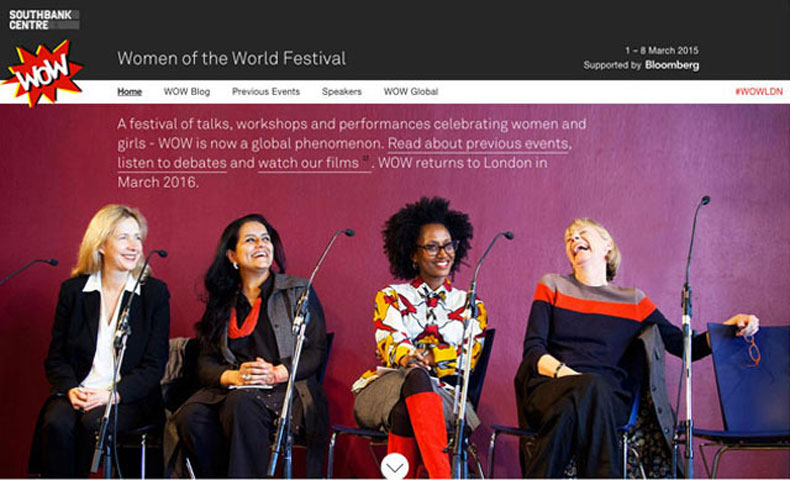 SOUTHBANK
CENTRE
WOW
Women of the World Festival
1 – 8 March 2015
Supported by Bloomberg
Home WOW Blog Previous Events Speakers WOW Global #WOWLDN
A festival of talks, workshops and performances celebrating women and
girls - WOW is now a global phenomenon. Read about previous events,
listen to debates and watch our films . WOW returns to London in
March 2016.